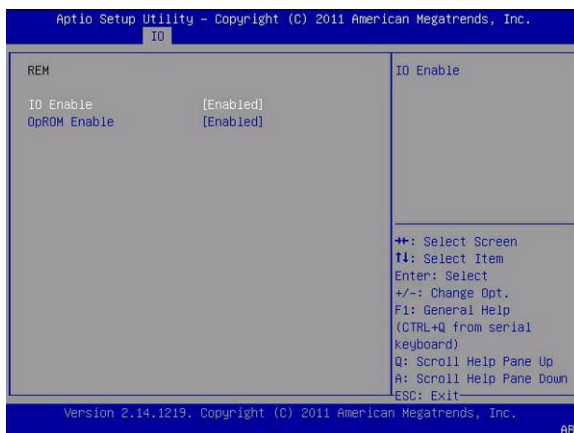 Aptio Setup Utility – Copyright (C) 2011 American Megatrends, Inc.
IO
REM
IO Enable [Enabled]
OpROM Enable [Enabled]
IO Enable
→←: Select Screen
↑↓: Select Item
Enter: Select
+/-: Change Opt.
F1: General Help
(CTRL+Q from serial
keyboard)
Q: Scroll Help Pane Up
A: Scroll Help Pane Down
ESC: Exit
Version 2.14.1219. Copyright (C) 2011 American Megatrends, Inc.
AB